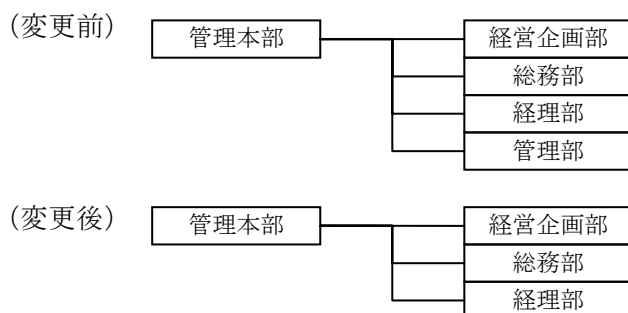 （変更前） 管理本部 経営企画部
総務部
経理部
管理部
（変更後） 管理本部 経営企画部
総務部
経理部